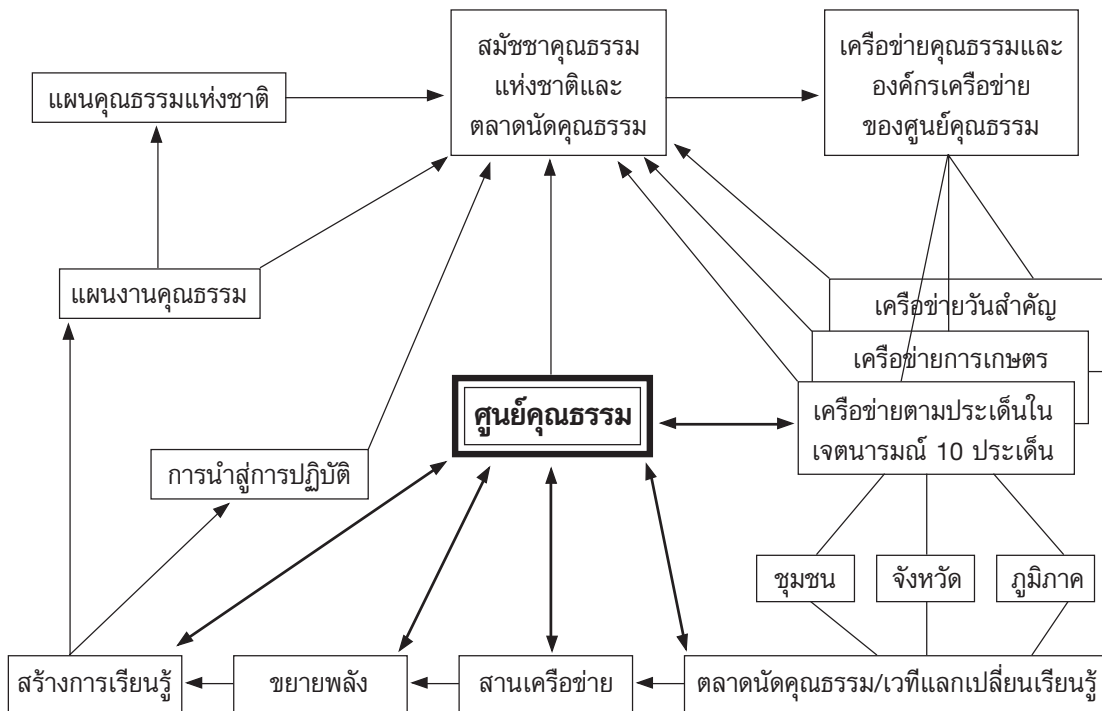 สมัชชาคุณธรรม
แห่งชาติและ
ตลาดนัดคุณธรรม
เครือข่ายคุณธรรมและ
องค์กรเครือข่าย
ของศูนย์คุณธรรม
แผนคุณธรรมแห่งชาติ
แผนงานคุณธรรม
เครือข่ายวันสำคัญ
เครือข่ายการเกษตร
ศูนย์คุณธรรม
เครือข่ายตามประเด็นใน
เจตนารมณ์ 10 ประเด็น
การนำสู่การปฏิบัติ
ชุมชน
จังหวัด
ภูมิภาค
สร้างการเรียนรู้
ขยายพลัง
สานเครือข่าย
ตลาดนัดคุณธรรม/เวทีแลกเปลี่ยนเรียนรู้